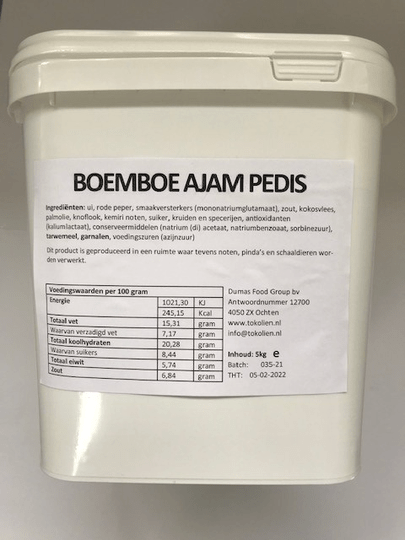 BOEMBOE AJAM PEDIS
Ingrediënten: ui, rode peper, smaakversterkers (mononatriumglutamaat), zout, kokosvlees,
palmolie, knoflook, kemiri noten, suiker, kruiden en specerijen, antioxidanten
(kaliumlactaat), conserveermiddelen (natrium (di) acetaat, natriumbenzoaat, sorbinezuur),
tarwemeel, garnalen, voedingszuren (azijnzuur)
Dit product is geproduceerd in een ruimte waar tevens noten, pinda's en schaaldieren wor-
den verwerkt.
Voedingswaarden per 100 gram
Energie 1021,30 KJ
245,15 Kcal
Totaal vet 15,31 gram
Waarvan verzadigd vet 7,17 gram
Totaal koolhydraten 20,28 gram
Waarvan suikers 8,44 gram
Totaal eiwit 5,74 gram
Zout 6,84 gram
Dumas Food Group bv
Antwoordnummer 12700
4050 ZX Ochten
www.tokolien.nl
info@tokolien.nl
Inhoud: 5kg e
Batch: 035-21
THT: 05-02-2022